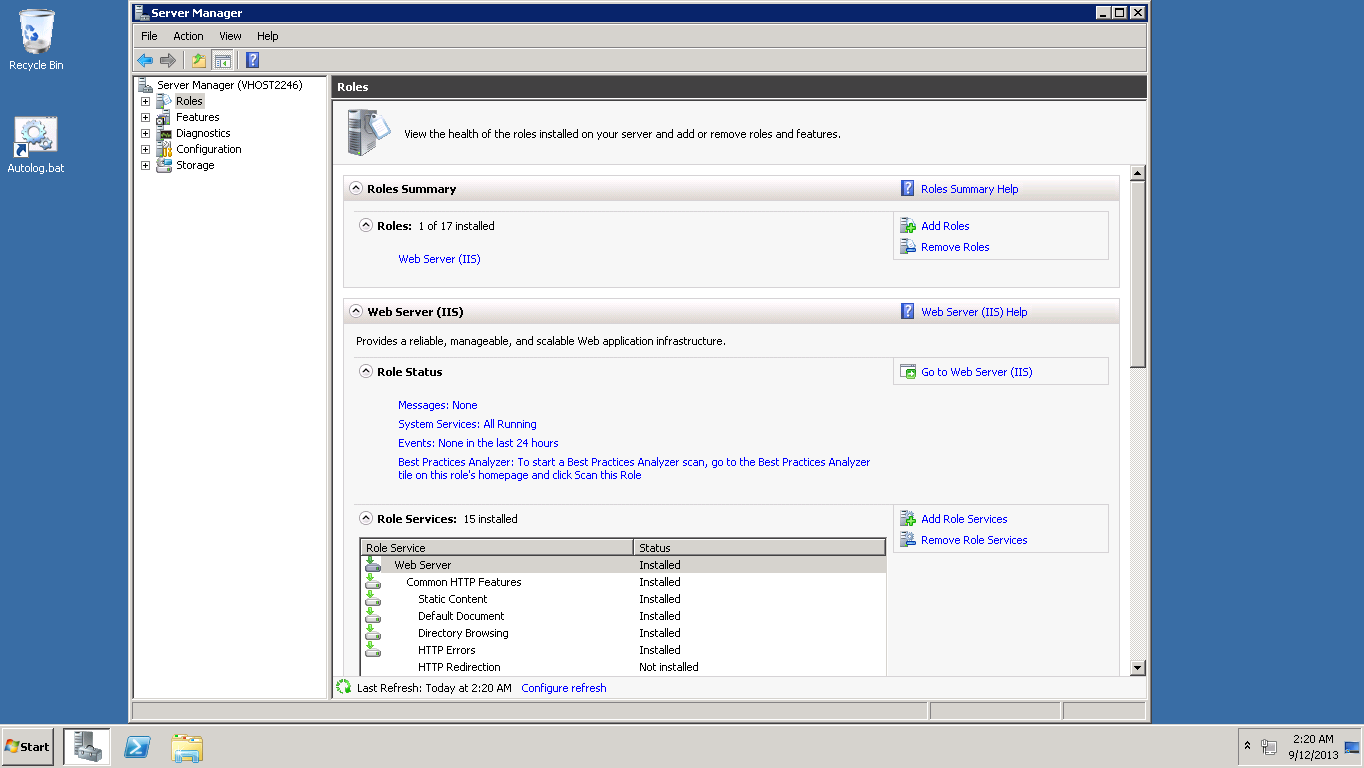 Recycle Bin
Autolog.bat
Server Manager
File Action View Help
Server Manager (VHOST2246)
Roles
Features
Diagnostics
Configuration
Storage
Roles
View the health of the roles installed on your server and add or remove roles and features.
Roles Summary
Roles Summary Help
Roles: 1 of 17 installed
Add Roles
Remove Roles
Web Server (IIS)
Web Server (IIS)
Web Server (IIS) Help
Provides a reliable, manageable, and scalable Web application infrastructure.
Role Status
Go to Web Server (IIS)
Messages: None
System Services: All Running
Events: None in the last 24 hours
Best Practices Analyzer: To start a Best Practices Analyzer scan, go to the Best Practices Analyzer
tile on this role's homepage and click Scan this Role
Role Services: 15 installed
Add Role Services
Remove Role Services
Role Service Status
Web Server Installed
Common HTTP Features Installed
Static Content Installed
Default Document Installed
Directory Browsing Installed
HTTP Errors Installed
HTTP Redirection Not installed
Last Refresh: Today at 2:20 AM Configure refresh
Start
2:20 AM
9/12/2013